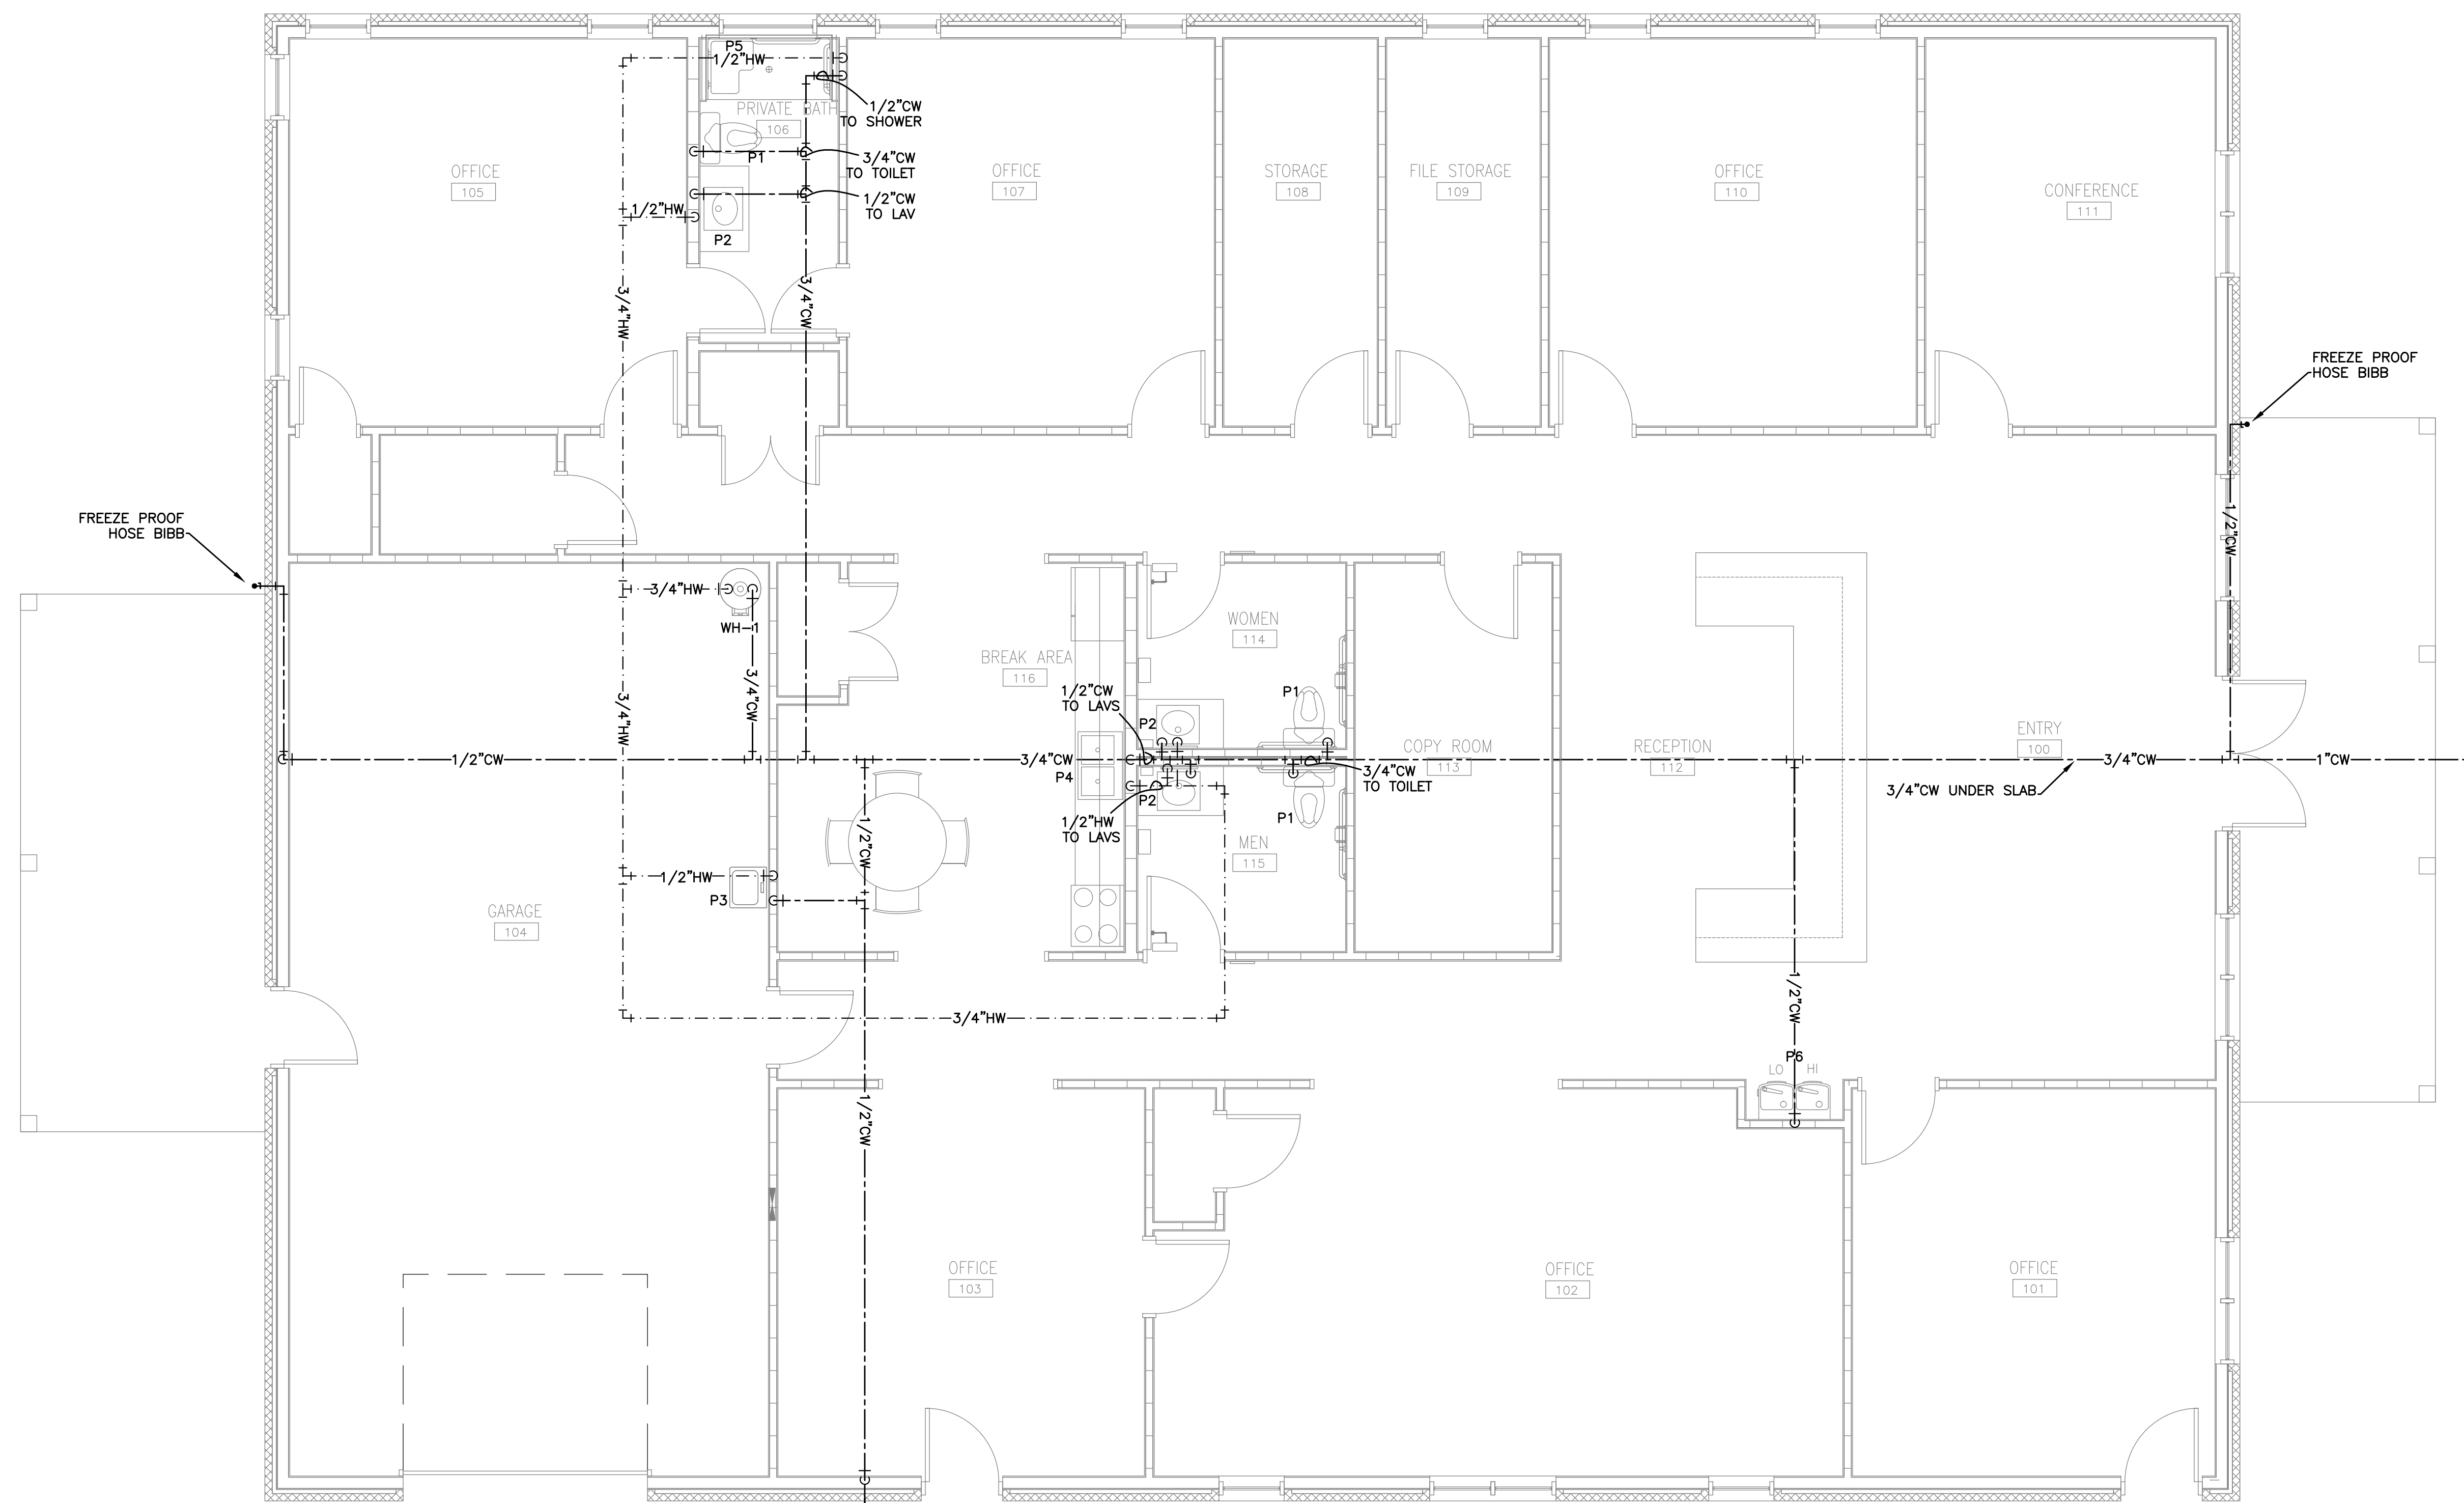 P5
1/2"HW
1/2"CW
TO SHOWER
PRIVATE BATH
106
P1
3/4"CW
TO TOILET
OFFICE
105
OFFICE
107
STORAGE
108
FILE STORAGE
109
OFFICE
110
CONFERENCE
111
1/2"CW
TO LAV
1/2"HW
P2
3/4"HW
3/4"CW
FREEZE PROOF
HOSE BIBB
1/2"CW
FREEZE PROOF
HOSE BIBB
3/4"HW
WH-1
3/4"HW
3/4"CW
BREAK AREA
116
WOMEN
114
1/2"CW
TO LAVS
P2
P1
1/2"CW
3/4"CW
P4
COPY ROOM
113
3/4"CW
TO TOILET
RECEPTION
112
ENTRY
100
3/4"CW
1"CW
3/4"CW UNDER SLAB
P2
P1
1/2"HW
TO LAVS
MEN
115
1/2"CW
1/2"HW
P3
GARAGE
104
3/4"HW
1/2"CW
P6
LO
HI
1/2"CW
OFFICE
103
OFFICE
102
OFFICE
101